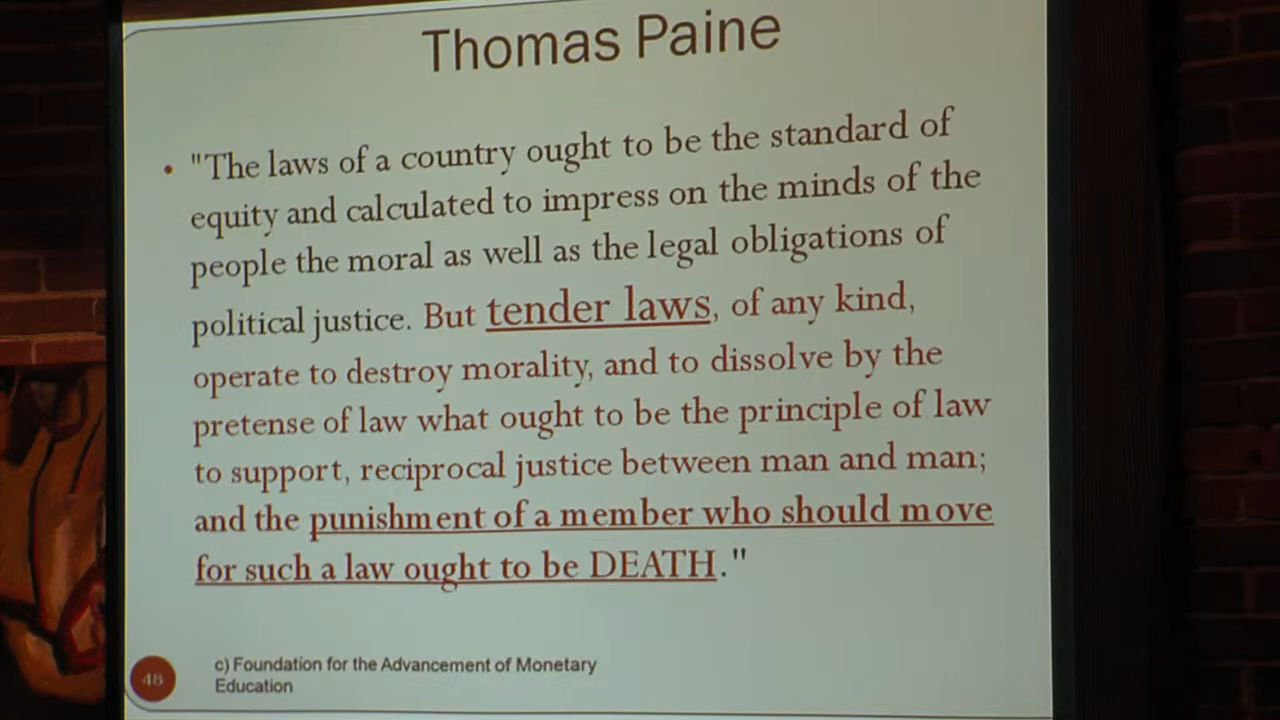 Thomas Paine
• "The laws of a country ought to be the standard of
equity and calculated to impress on the minds of the
people the moral as well as the legal obligations of
political justice. But tender laws, of any kind,
operate to destroy morality, and to dissolve by the
pretense of law what ought to be the principle of law
to support, reciprocal justice between man and man;
and the punishment of a member who should move
for such a law ought to be DEATH."
48
c) Foundation for the Advancement of Monetary
Education